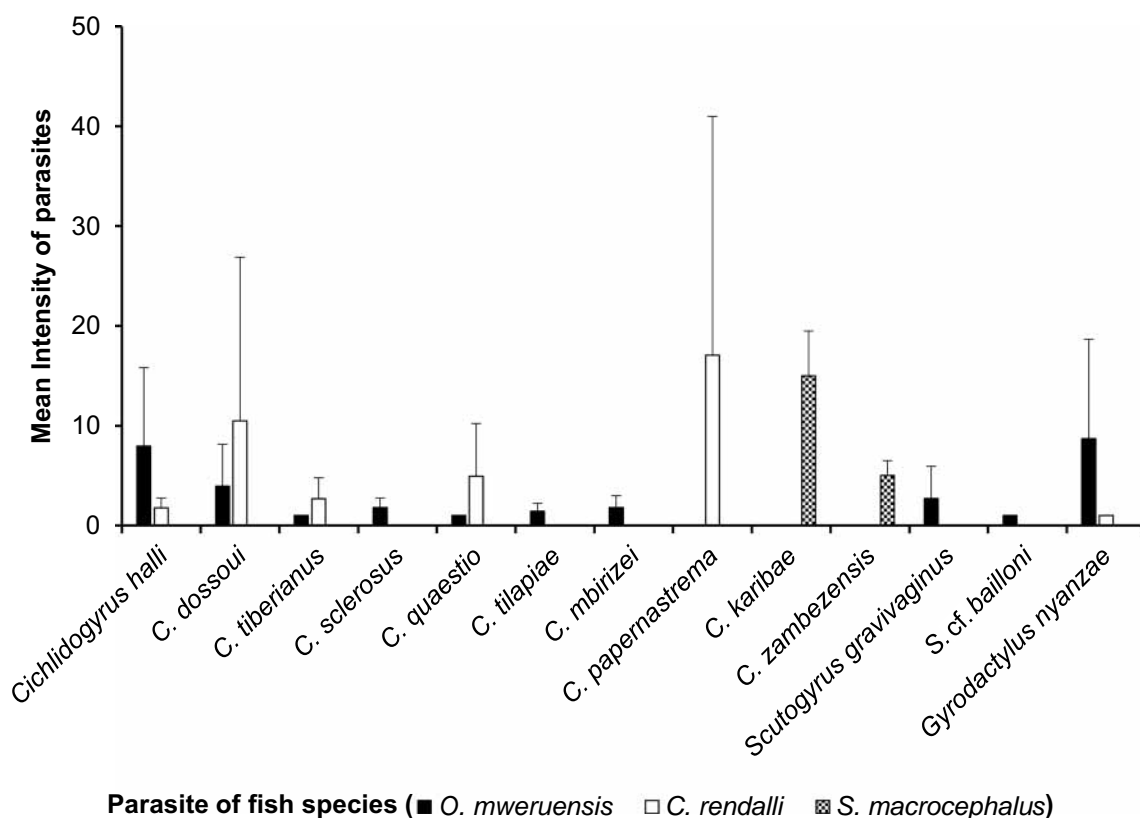 Mean Intensity of parasites
50
40
30
20
10
0
Cichlidogyrus halli
C. dossoui
C. tiberianus
C. sclerosus
C. quaestio
C. tilapiae
C. mbirizei
C. papernastrema
C. karibae
C. zambezensis
Scutogyrus gravivaginus
S. cf. bailloni
Gyrodactylus nyanzae
Parasite of fish species ( O. mweruensis C. rendalli S. macrocephalus)